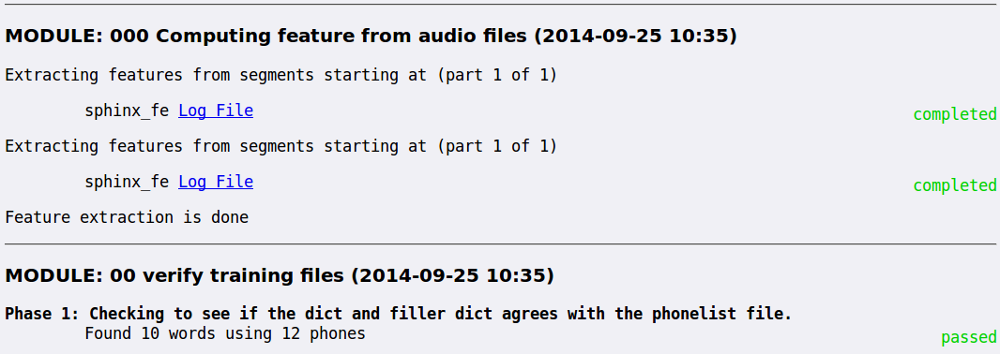 MODULE: 000 Computing feature from audio files (2014-09-25 10:35)
Extracting features from segments starting at (part 1 of 1)
sphinx_fe Log File completed
Extracting features from segments starting at (part 1 of 1)
sphinx_fe Log File completed
Feature extraction is done
MODULE: 00 verify training files (2014-09-25 10:35)
Phase 1: Checking to see if the dict and filler dict agrees with the phonelist file.
Found 10 words using 12 phones passed